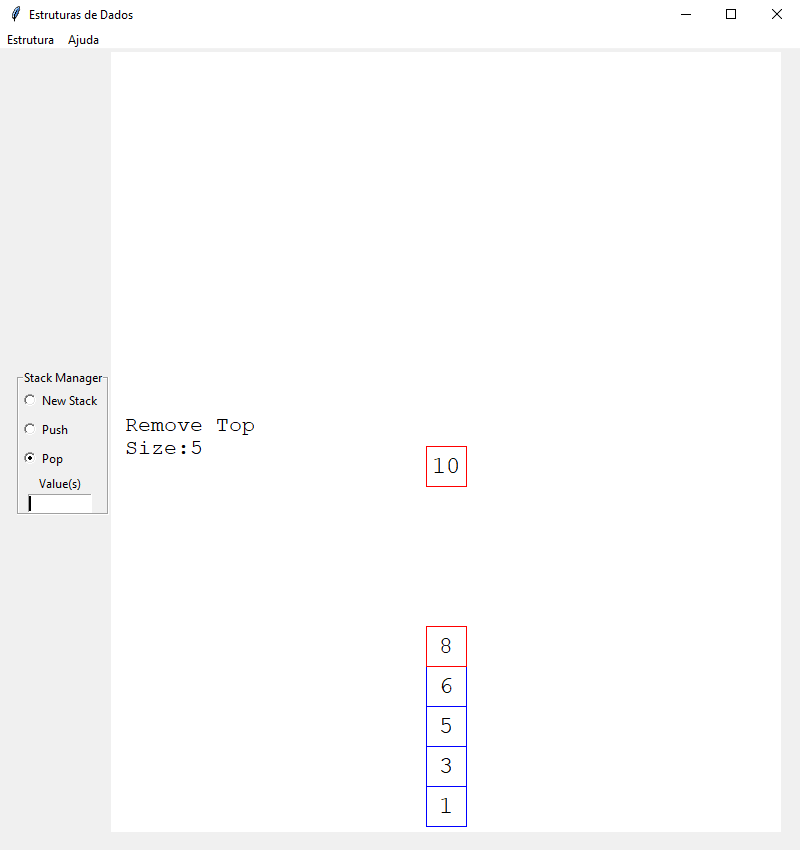 Estruturas de Dados
Estrutura Ajuda
Stack Manager
New Stack
Push
Pop
Value(s)
Remove Top
Size:5
10
8
6
5
3
1